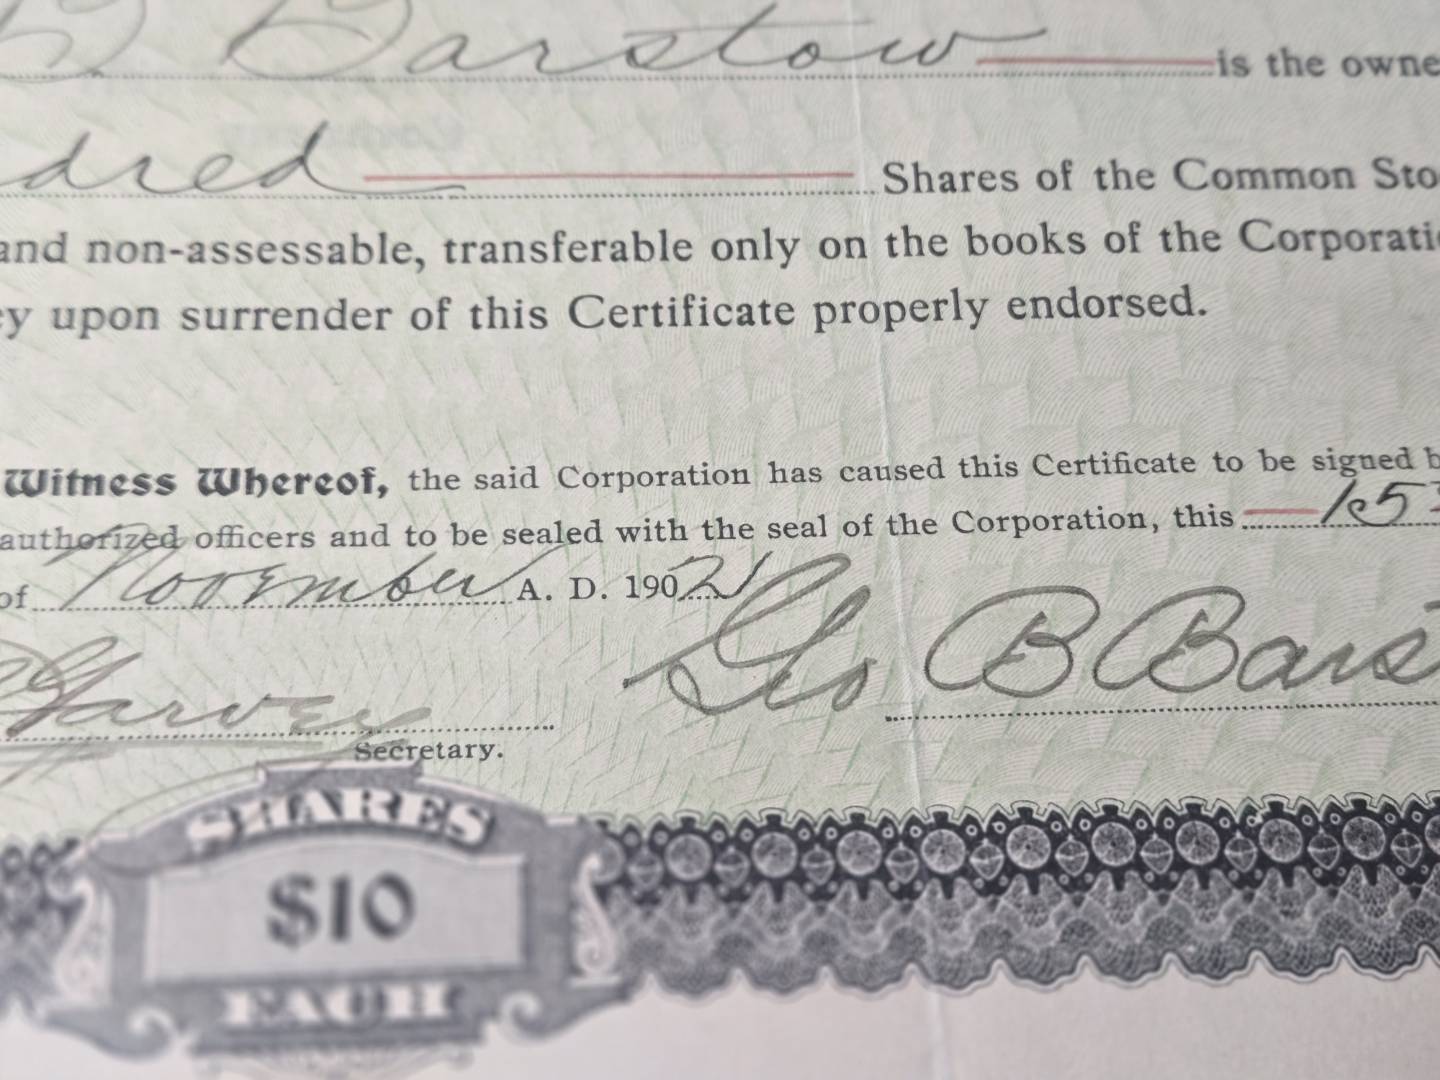 B Barstow is the owne
dred Shares of the Common Sto
and non-assessable, transferable only on the books of the Corporati
y upon surrender of this Certificate properly endorsed.
Witness Whereof, the said Corporation has caused this Certificate to be signed b
authorized officers and to be sealed with the seal of the Corporation, this
of November A. D. 1902
Garvey Geo B Bars
Secretary.
SHARES
$10
EACH